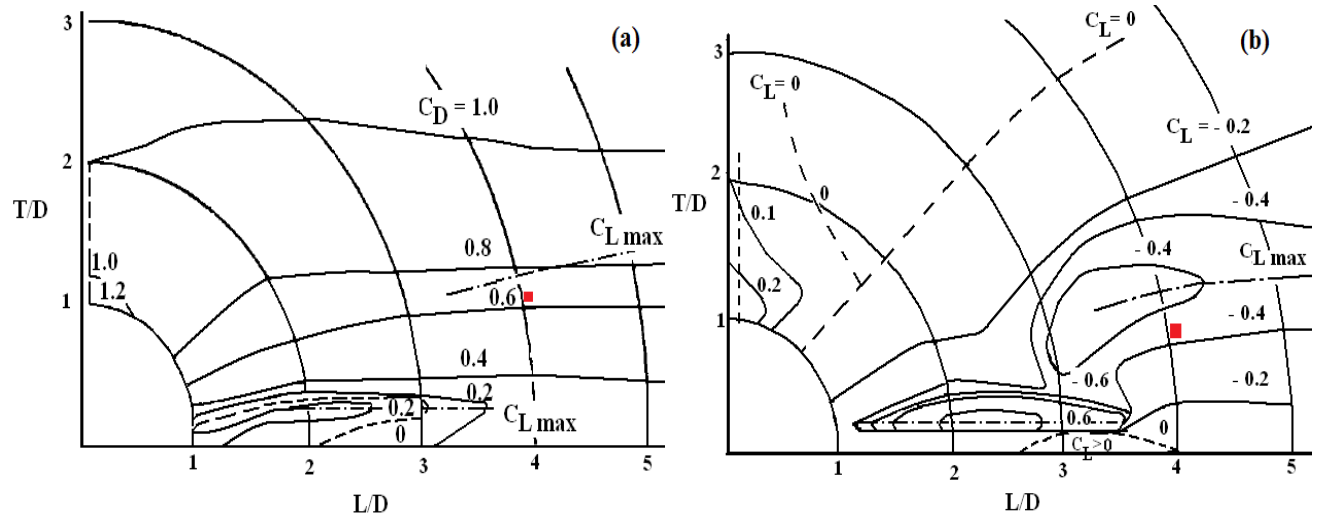 (a)
3
C_D = 1.0
2
T/D
C_L max
0.8
1.0
1.2
0.6
1
0.4
0.2
0.2
C_L max
0
1 2 3 4 5
L/D
(b)
C_L = 0
3
C_L = 0
C_L = - 0.2
2
T/D
0
0.1
- 0.4
- 0.4
C_L max
0.2
- 0.4
1
- 0.6
- 0.2
0.6
0
C_L >0
1 2 3 4 5
L/D